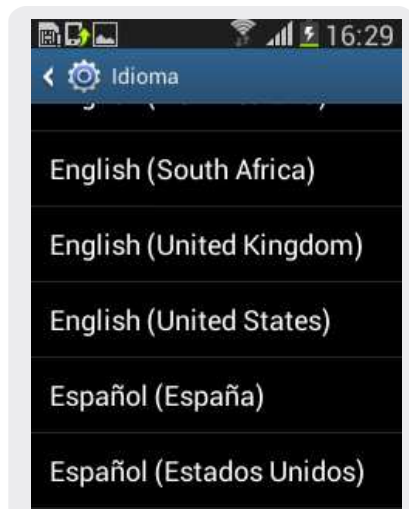 16:29
Idioma
English (South Africa)
English (United Kingdom)
English (United States)
Español (España)
Español (Estados Unidos)